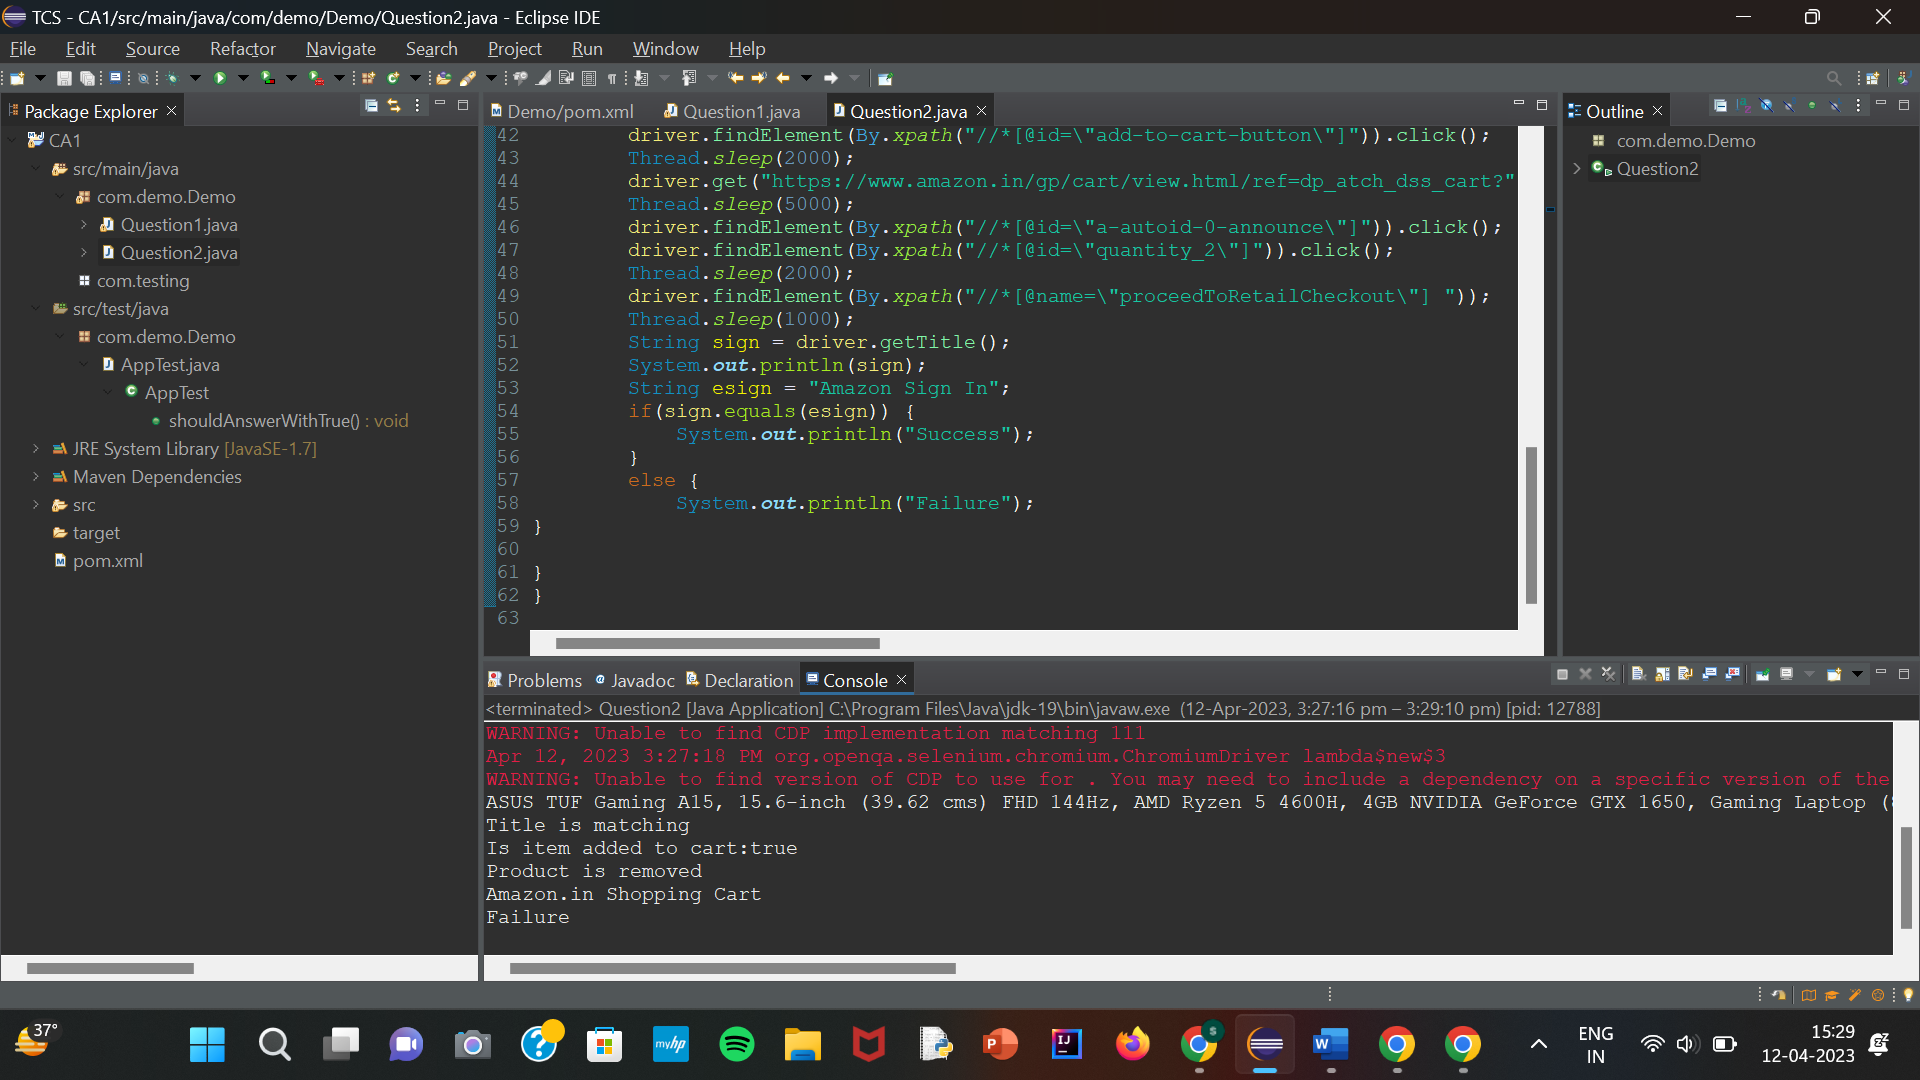 TCS - CA1/src/main/java/com/demo/Demo/Question2.java - Eclipse IDE
File Edit Source Refactor Navigate Search Project Run Window Help
Package Explorer
CA1
src/main/java
com.demo.Demo
Question1.java
Question2.java
com.testing
src/test/java
com.demo.Demo
AppTest.java
AppTest
shouldAnswerWithTrue() : void
JRE System Library [JavaSE-1.7]
Maven Dependencies
src
target
pom.xml
Demo/pom.xml Question1.java Question2.java
42 driver.findElement(By.xpath("//*[@id=\"add-to-cart-button\"]")).click();
43 Thread.sleep(2000);
44 driver.get("https://www.amazon.in/gp/cart/view.html/ref=dp_atch_dss_cart?"
45 Thread.sleep(5000);
46 driver.findElement(By.xpath("//*[@id=\"a-autoid-0-announce\"]")).click();
47 driver.findElement(By.xpath("//*[@id=\"quantity_2\"]")).click();
48 Thread.sleep(2000);
49 driver.findElement(By.xpath("//*[@name=\"proceedToRetailCheckout\"] "));
50 Thread.sleep(1000);
51 String sign = driver.getTitle();
52 System.out.println(sign);
53 String esign = "Amazon Sign In";
54 if(sign.equals(esign)) {
55 System.out.println("Success");
56 }
57 else {
58 System.out.println("Failure");
59 }
60
61 }
62 }
63
Outline
com.demo.Demo
Question2
Problems Javadoc Declaration Console
<terminated> Question2 [Java Application] C:\Program Files\Java\jdk-19\bin\javaw.exe (12-Apr-2023, 3:27:16 pm – 3:29:10 pm) [pid: 12788]
WARNING: Unable to find CDP implementation matching 111
Apr 12, 2023 3:27:18 PM org.openqa.selenium.chromium.ChromiumDriver lambda$new$3
WARNING: Unable to find version of CDP to use for . You may need to include a dependency on a specific version of the
ASUS TUF Gaming A15, 15.6-inch (39.62 cms) FHD 144Hz, AMD Ryzen 5 4600H, 4GB NVIDIA GeForce GTX 1650, Gaming Laptop (
Title is matching
Is item added to cart:true
Product is removed
Amazon.in Shopping Cart
Failure
37°
myhp
IJ
S
ENG
IN
15:29
12-04-2023